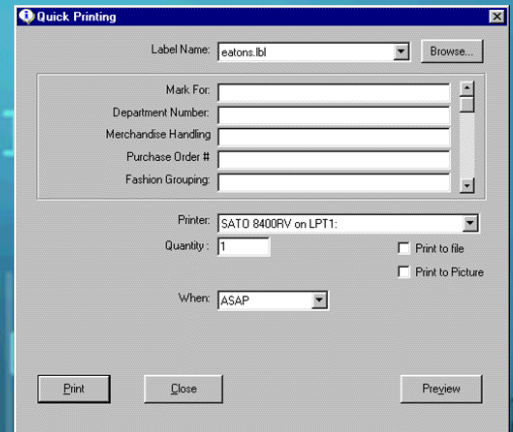 Quick Printing
Label Name: eatons.lbl Browse...
Mark For:
Department Number:
Merchandise Handling
Purchase Order #
Fashion Grouping:
Printer: SATO 8400RV on LPT1:
Quantity : 1 Print to file
Print to Picture
When: ASAP
Print Close Preview